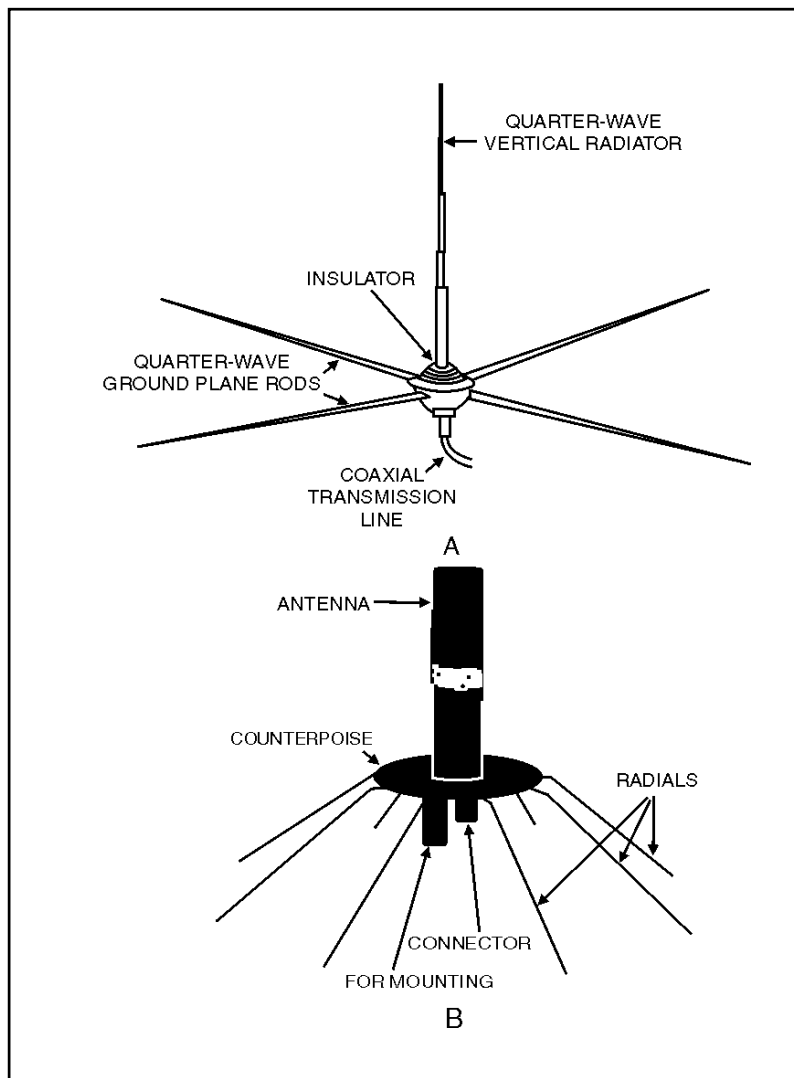 QUARTER-WAVE
VERTICAL RADIATOR
INSULATOR
QUARTER-WAVE
GROUND PLANE RODS
COAXIAL
TRANSMISSION
LINE
A
ANTENNA
COUNTERPOISE
RADIALS
CONNECTOR
FOR MOUNTING
B